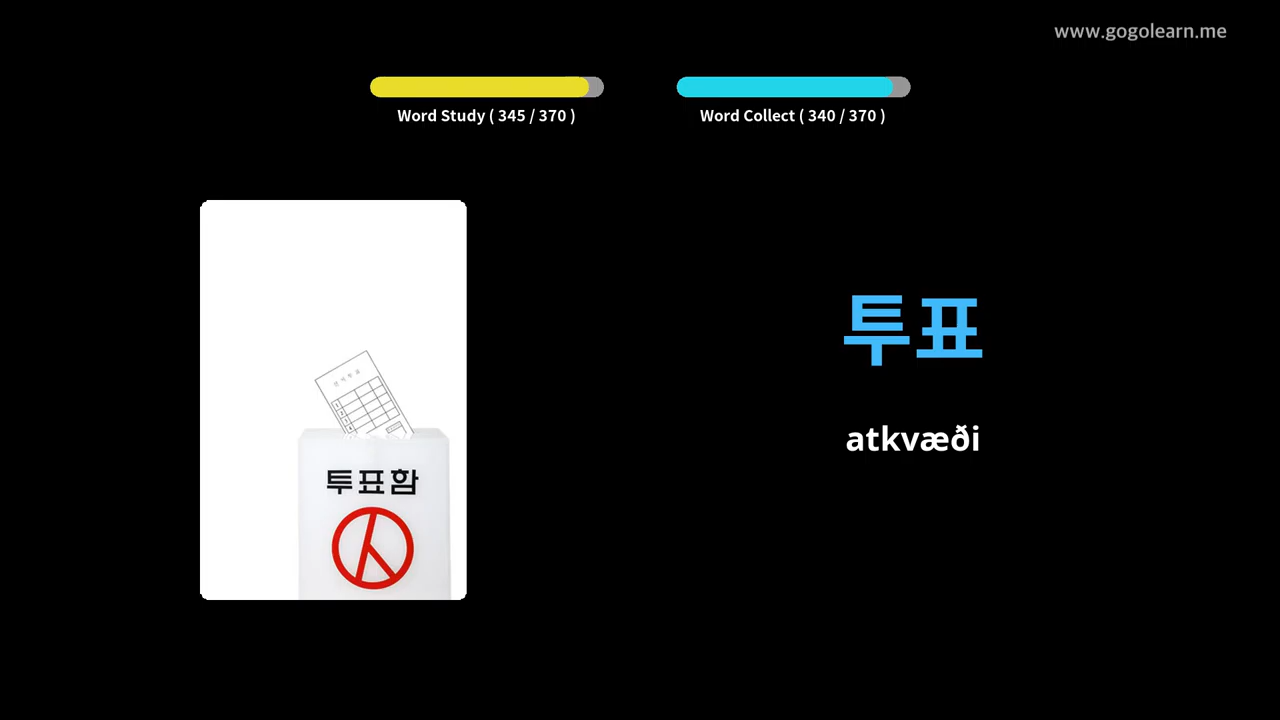 www.gogolearn.me
Word Study ( 345 / 370 )
Word Collect ( 340 / 370 )
투표
atkvæði
투표함